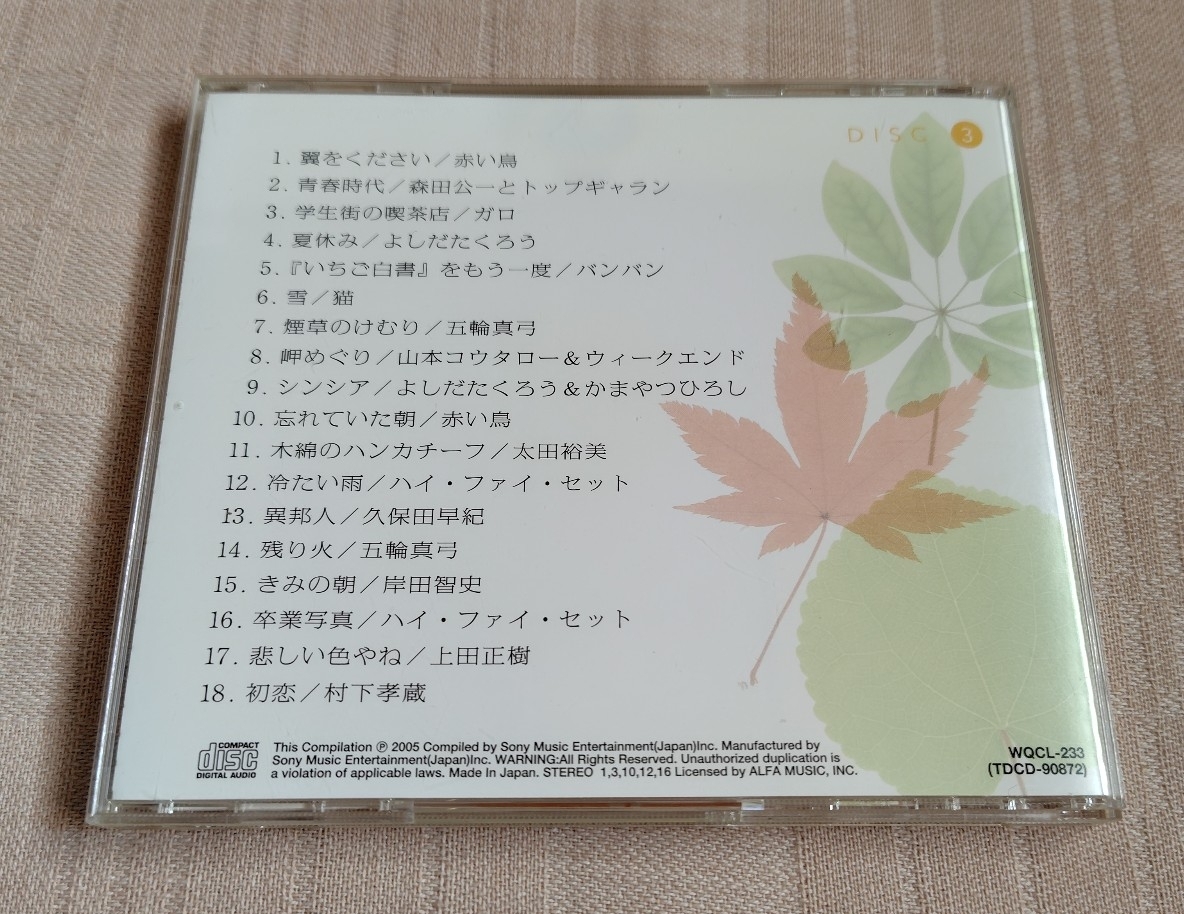 DISC 3
1. 翼をください／赤い鳥
2. 青春時代／森田公一とトップギャラン
3. 学生街の喫茶店／ガロ
4. 夏休み／よしだたくろう
5.『いちご白書』をもう一度／バンバン
6. 雪／猫
7. 煙草のけむり／五輪真弓
8. 岬めぐり／山本コウタロー＆ウィークエンド
9. シンシア／よしだたくろう＆かまやつひろし
10. 忘れていた朝／赤い鳥
11. 木綿のハンカチーフ／太田裕美
12. 冷たい雨／ハイ・ファイ・セット
13. 異邦人／久保田早紀
14. 残り火／五輪真弓
15. きみの朝／岸田智史
16. 卒業写真／ハイ・ファイ・セット
17. 悲しい色やね／上田正樹
18. 初恋／村下孝蔵
COMPACT
disc
DIGITAL AUDIO
This Compilation ℗ 2005 Compiled by Sony Music Entertainment(Japan)Inc. Manufactured by
Sony Music Entertainment(Japan)Inc. WARNING:All Rights Reserved. Unauthorized duplication is
a violation of applicable laws. Made In Japan. STEREO 1,3,10,12,16 Licensed by ALFA MUSIC, INC.
WQCL-233
(TDCD-90872)